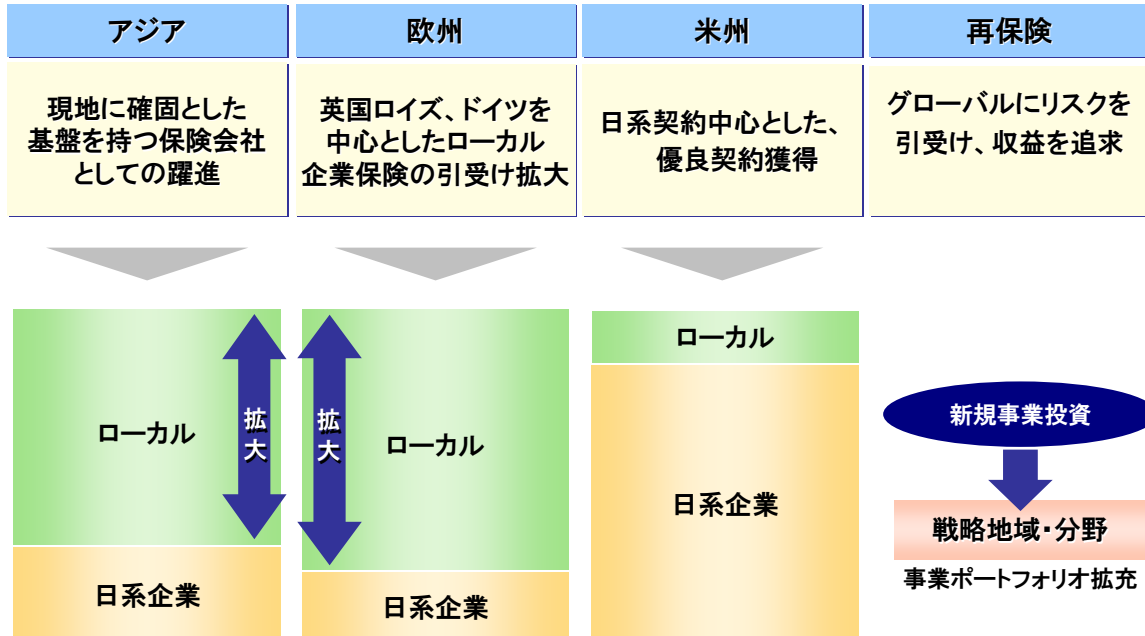 アジア
現地に確固とした
基盤を持つ保険会社
としての躍進
欧州
英国ロイズ、ドイツを
中心としたローカル
企業保険の引受け拡大
米州
日系契約中心とした、
優良契約獲得
再保険
グローバルにリスクを
引受け、収益を追求
ローカル
拡大
日系企業
拡大
ローカル
日系企業
ローカル
日系企業
新規事業投資
戦略地域・分野
事業ポートフォリオ拡充